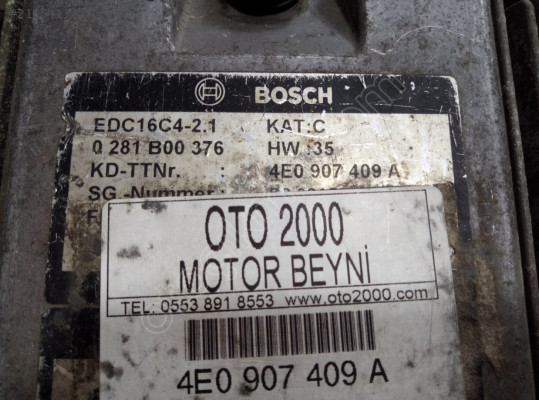 BOSCH
EDC16C4-2.1 KAT:C
0 281 B00 376 HW :35
KD-TTNr. : 4E0 907 409 A
SG.-Nummer :
OTO 2000
MOTOR BEYNİ
TEL: 0553 891 8553 www.oto2000.com
4E0 907 409 A